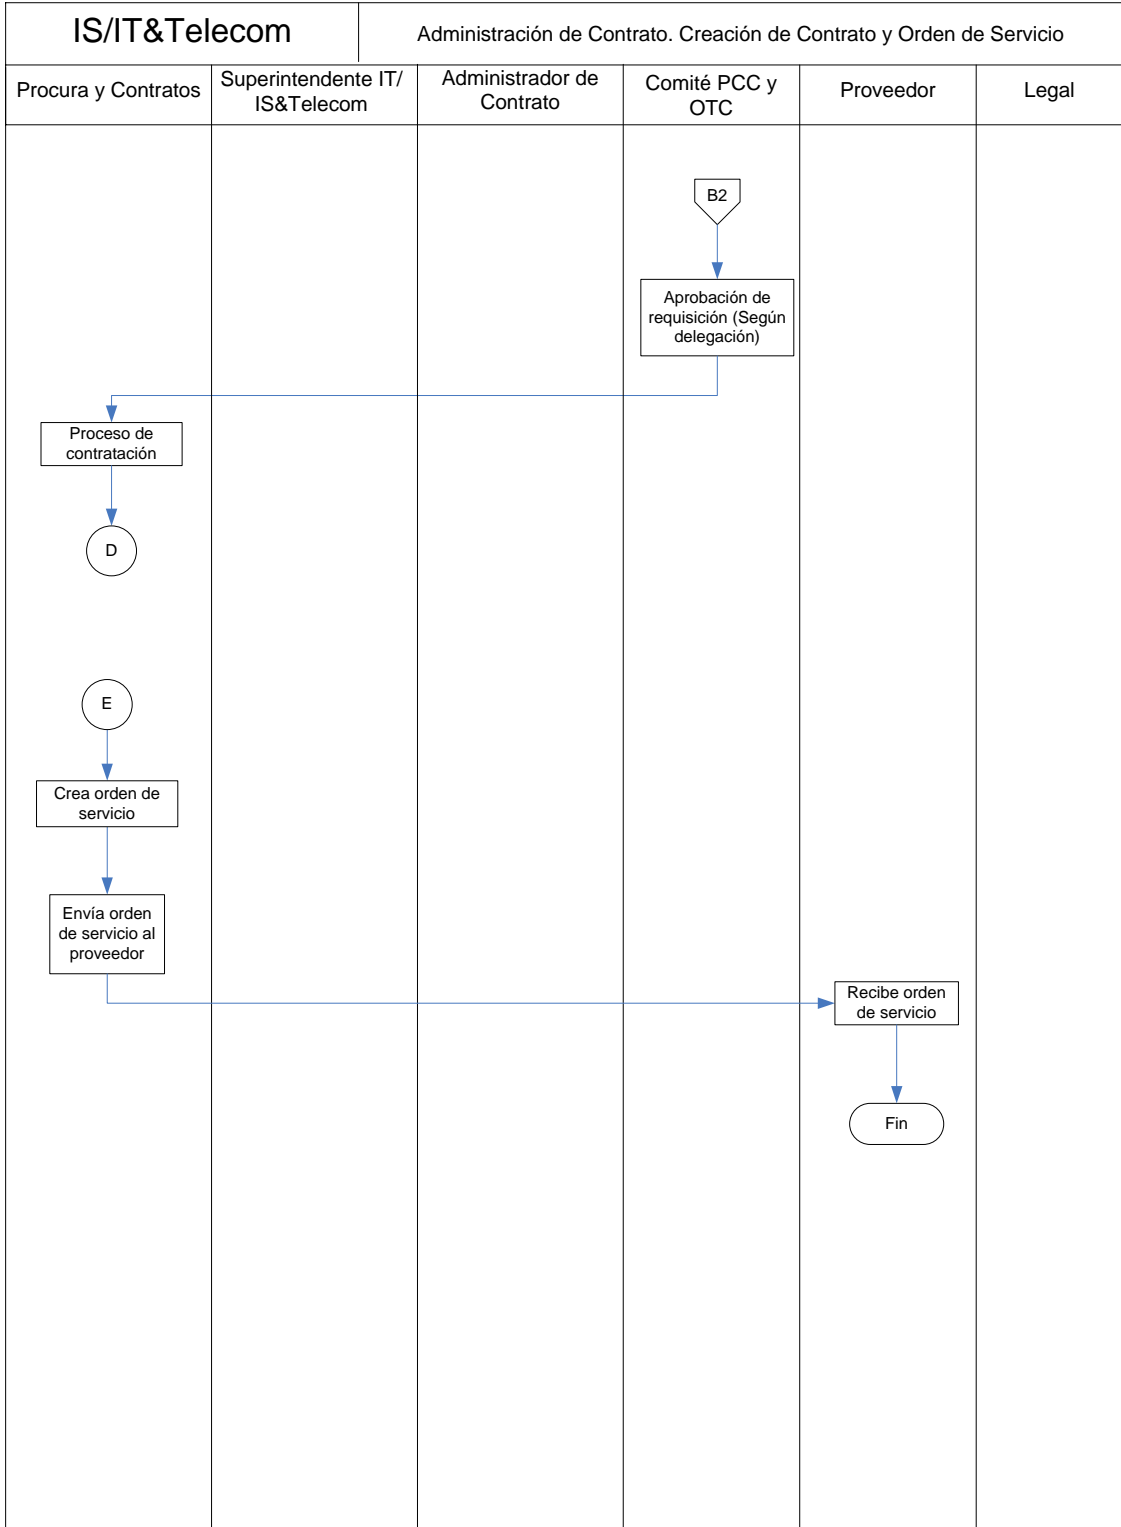 IS/IT&Telecom
Administración de Contrato. Creación de Contrato y Orden de Servicio
Procura y Contratos
Superintendente IT/
IS&Telecom
Administrador de
Contrato
Comité PCC y
OTC
Proveedor
Legal
B2
Aprobación de
requisición (Según
delegación)
Proceso de
contratación
D
E
Crea orden de
servicio
Envía orden
de servicio al
proveedor
Recibe orden
de servicio
Fin